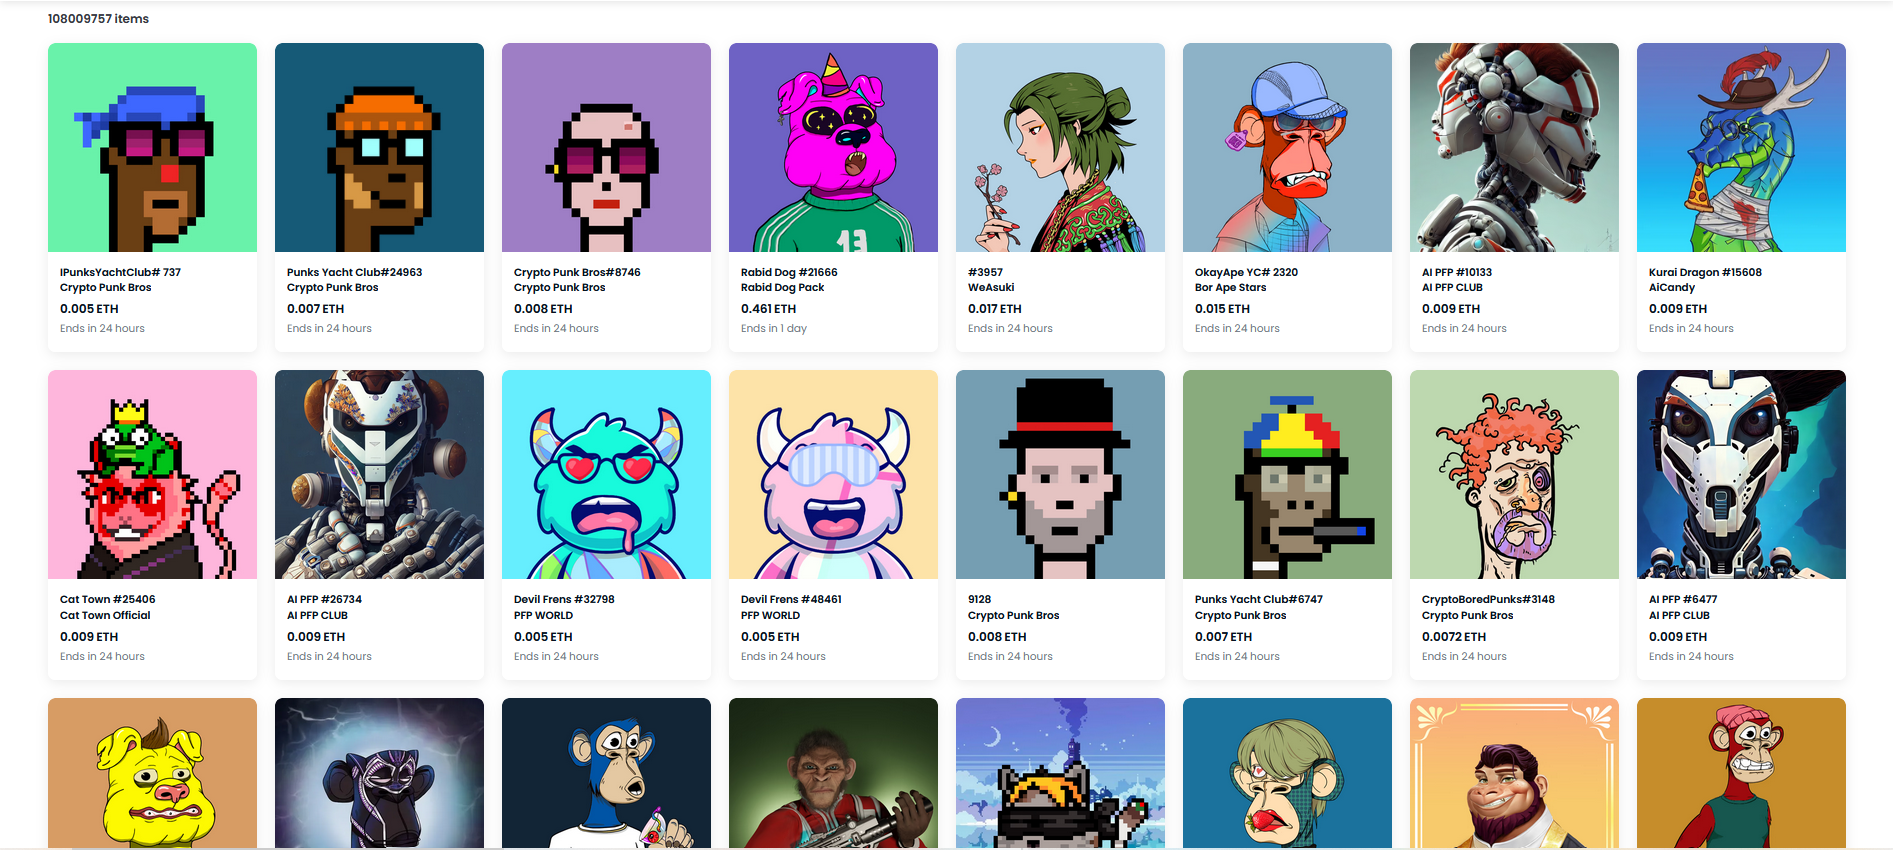 108009757 items
13
IPunksYachtClub# 737
Crypto Punk Bros
0.005 ETH
Ends in 24 hours
Punks Yacht Club#24963
Crypto Punk Bros
0.007 ETH
Ends in 24 hours
Crypto Punk Bros#8746
Crypto Punk Bros
0.008 ETH
Ends in 24 hours
Rabid Dog #21666
Rabid Dog Pack
0.461 ETH
Ends in 1 day
#3957
WeAsuki
0.017 ETH
Ends in 24 hours
OkayApe YC# 2320
Bor Ape Stars
0.015 ETH
Ends in 24 hours
AI PFP #10133
AI PFP CLUB
0.009 ETH
Ends in 24 hours
Kurai Dragon #15608
AiCandy
0.009 ETH
Ends in 24 hours
Cat Town #25406
Cat Town Official
0.009 ETH
Ends in 24 hours
AI PFP #26734
AI PFP CLUB
0.009 ETH
Ends in 24 hours
Devil Frens #32798
PFP WORLD
0.005 ETH
Ends in 24 hours
Devil Frens #48461
PFP WORLD
0.005 ETH
Ends in 24 hours
9128
Crypto Punk Bros
0.008 ETH
Ends in 24 hours
Punks Yacht Club#6747
Crypto Punk Bros
0.007 ETH
Ends in 24 hours
CryptoBoredPunks#3148
Crypto Punk Bros
0.0072 ETH
Ends in 24 hours
AI PFP #6477
AI PFP CLUB
0.009 ETH
Ends in 24 hours